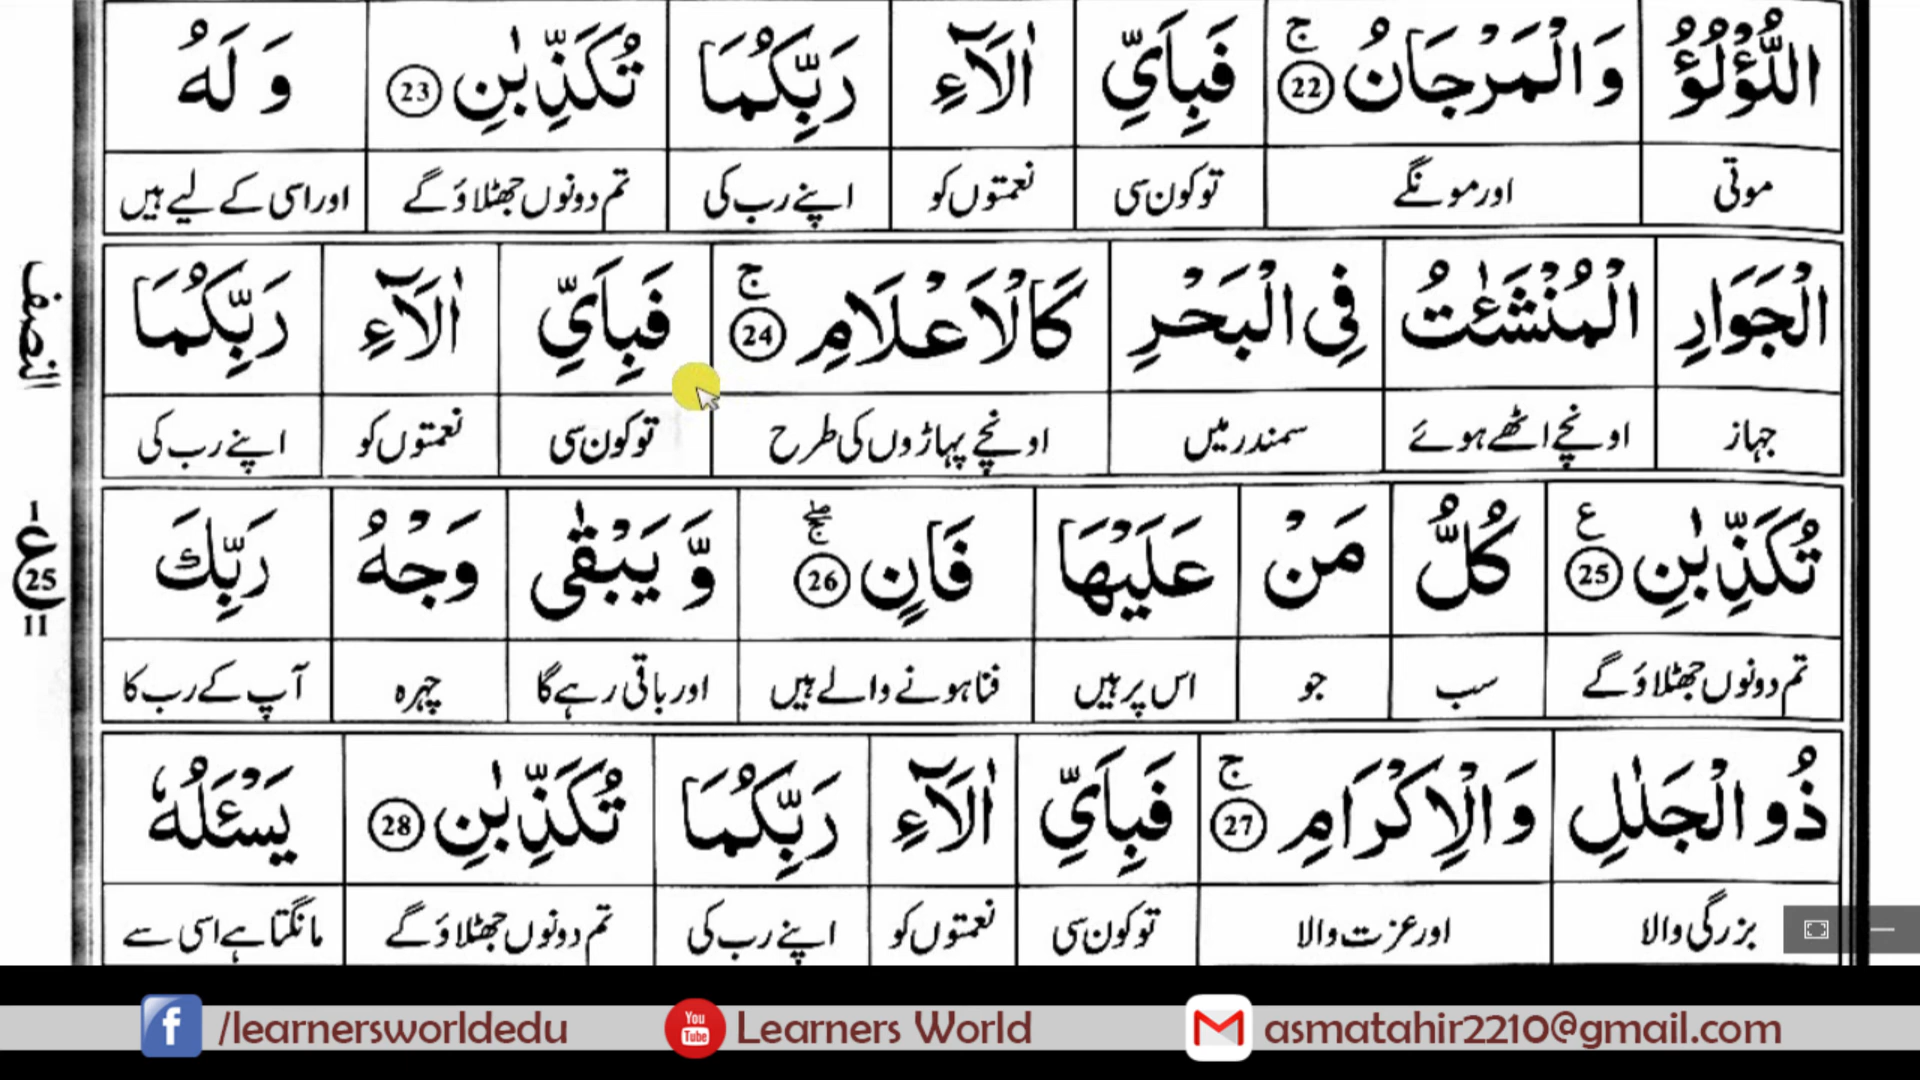 اللُّؤْلُؤُ وَالْمَرْجَانُ ۚ 22 فَبِاَيِّ اٰلَآءِ رَبِّكُمَا تُكَذِّبٰنِ 23 وَلَهُ
موتی اور مونگے تو کون سی نعمتوں کو اپنے رب کی تم دونوں جھٹلاؤ گے اور اسی کے لیے ہیں
الْجَوَارِ الْمُنْشَئٰتُ فِى الْبَحْرِ كَالْاَعْلَامِ ۚ 24 فَبِاَيِّ اٰلَآءِ رَبِّكُمَا
النصف
جہاز اونچے اٹھے ہوئے سمندر میں اونچے پہاڑوں کی طرح تو کون سی نعمتوں کو اپنے رب کی
تُكَذِّبٰنِ ع 25 كُلُّ مَنْ عَلَيْهَا فَانٍ ۖۚ 26 وَّيَبْقٰى وَجْهُ رَبِّكَ
1
ع
25
11
تم دونوں جھٹلاؤ گے سب جو اس پر ہیں فنا ہونے والے ہیں اور باقی رہے گا چہرہ آپ کے رب کا
ذُو الْجَلٰلِ وَالْاِكْرَامِ ۚ 27 فَبِاَيِّ اٰلَآءِ رَبِّكُمَا تُكَذِّبٰنِ 28 يَسْـَٔلُهٗ
بزرگی والا اور عزت والا تو کون سی نعمتوں کو اپنے رب کی تم دونوں جھٹلاؤ گے مانگتا ہے اسی سے
f /learnersworldedu You Tube Learners World M asmatahir2210@gmail.com